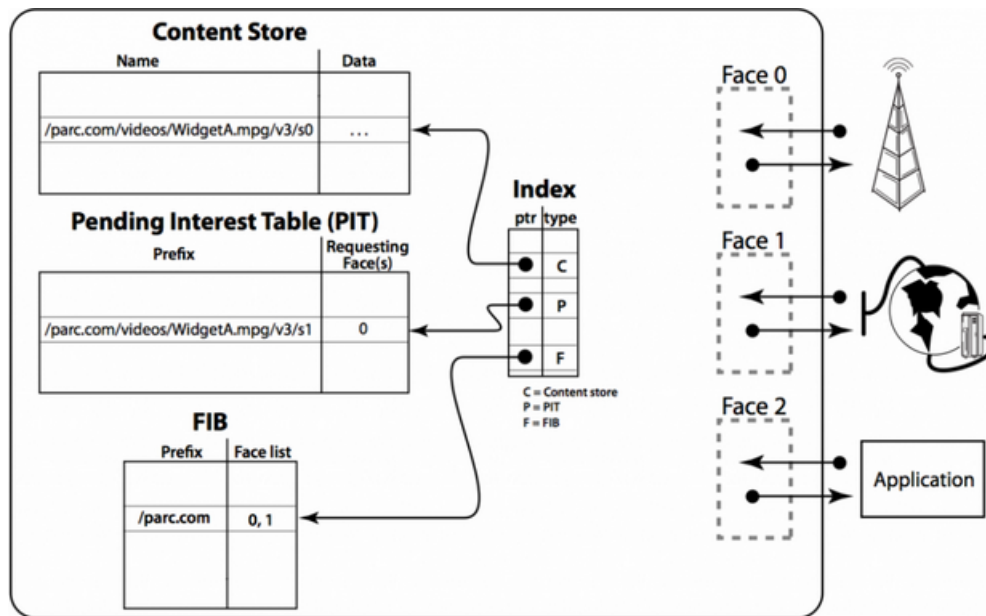 Content Store
Name Data
/parc.com/videos/WidgetA.mpg/v3/s0 ...
Pending Interest Table (PIT)
Prefix Requesting
Face(s)
/parc.com/videos/WidgetA.mpg/v3/s1 0
FIB
Prefix Face list
/parc.com 0, 1
Index
ptr type
C
P
F
C = Content store
P = PIT
F = FIB
Face 0
Face 1
Face 2
Application